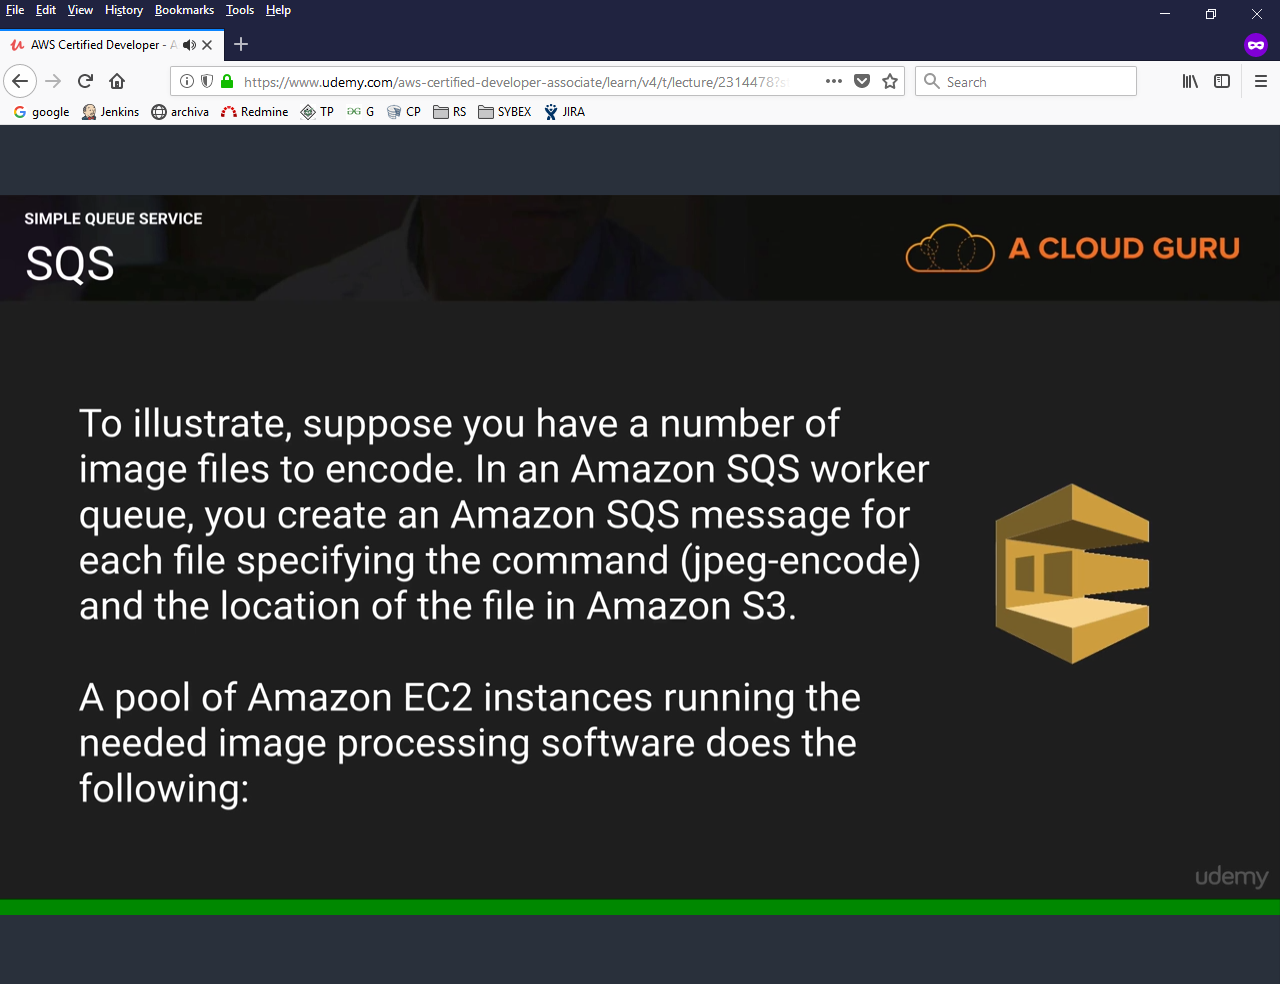 File Edit View History Bookmarks Tools Help
AWS Certified Developer - A
https://www.udemy.com/aws-certified-developer-associate/learn/v4/t/lecture/2314478?s
Search
google Jenkins archiva Redmine TP G CP RS SYBEX JIRA
SIMPLE QUEUE SERVICE
SQS
A CLOUD GURU
To illustrate, suppose you have a number of
image files to encode. In an Amazon SQS worker
queue, you create an Amazon SQS message for
each file specifying the command (jpeg-encode)
and the location of the file in Amazon S3.
A pool of Amazon EC2 instances running the
needed image processing software does the
following:
udemy